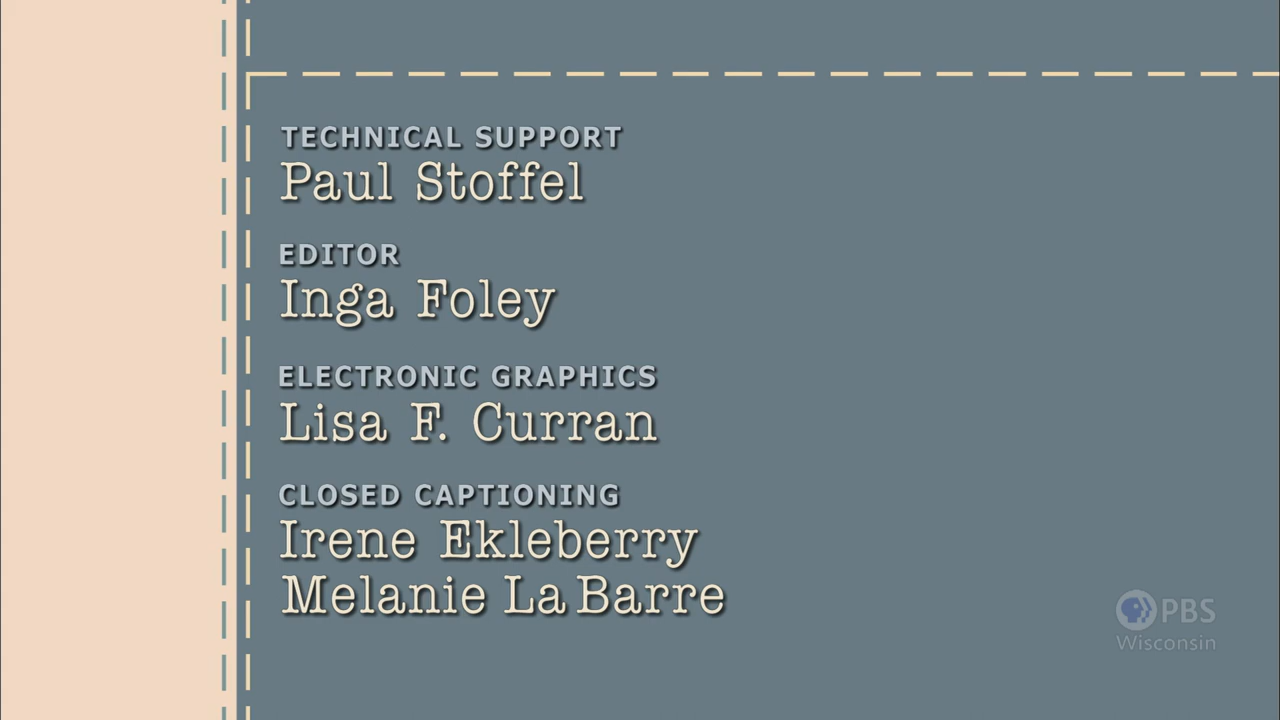 TECHNICAL SUPPORT
Paul Stoffel
EDITOR
Inga Foley
ELECTRONIC GRAPHICS
Lisa F. Curran
CLOSED CAPTIONING
Irene Ekleberry
Melanie La Barre
PBS
Wisconsin